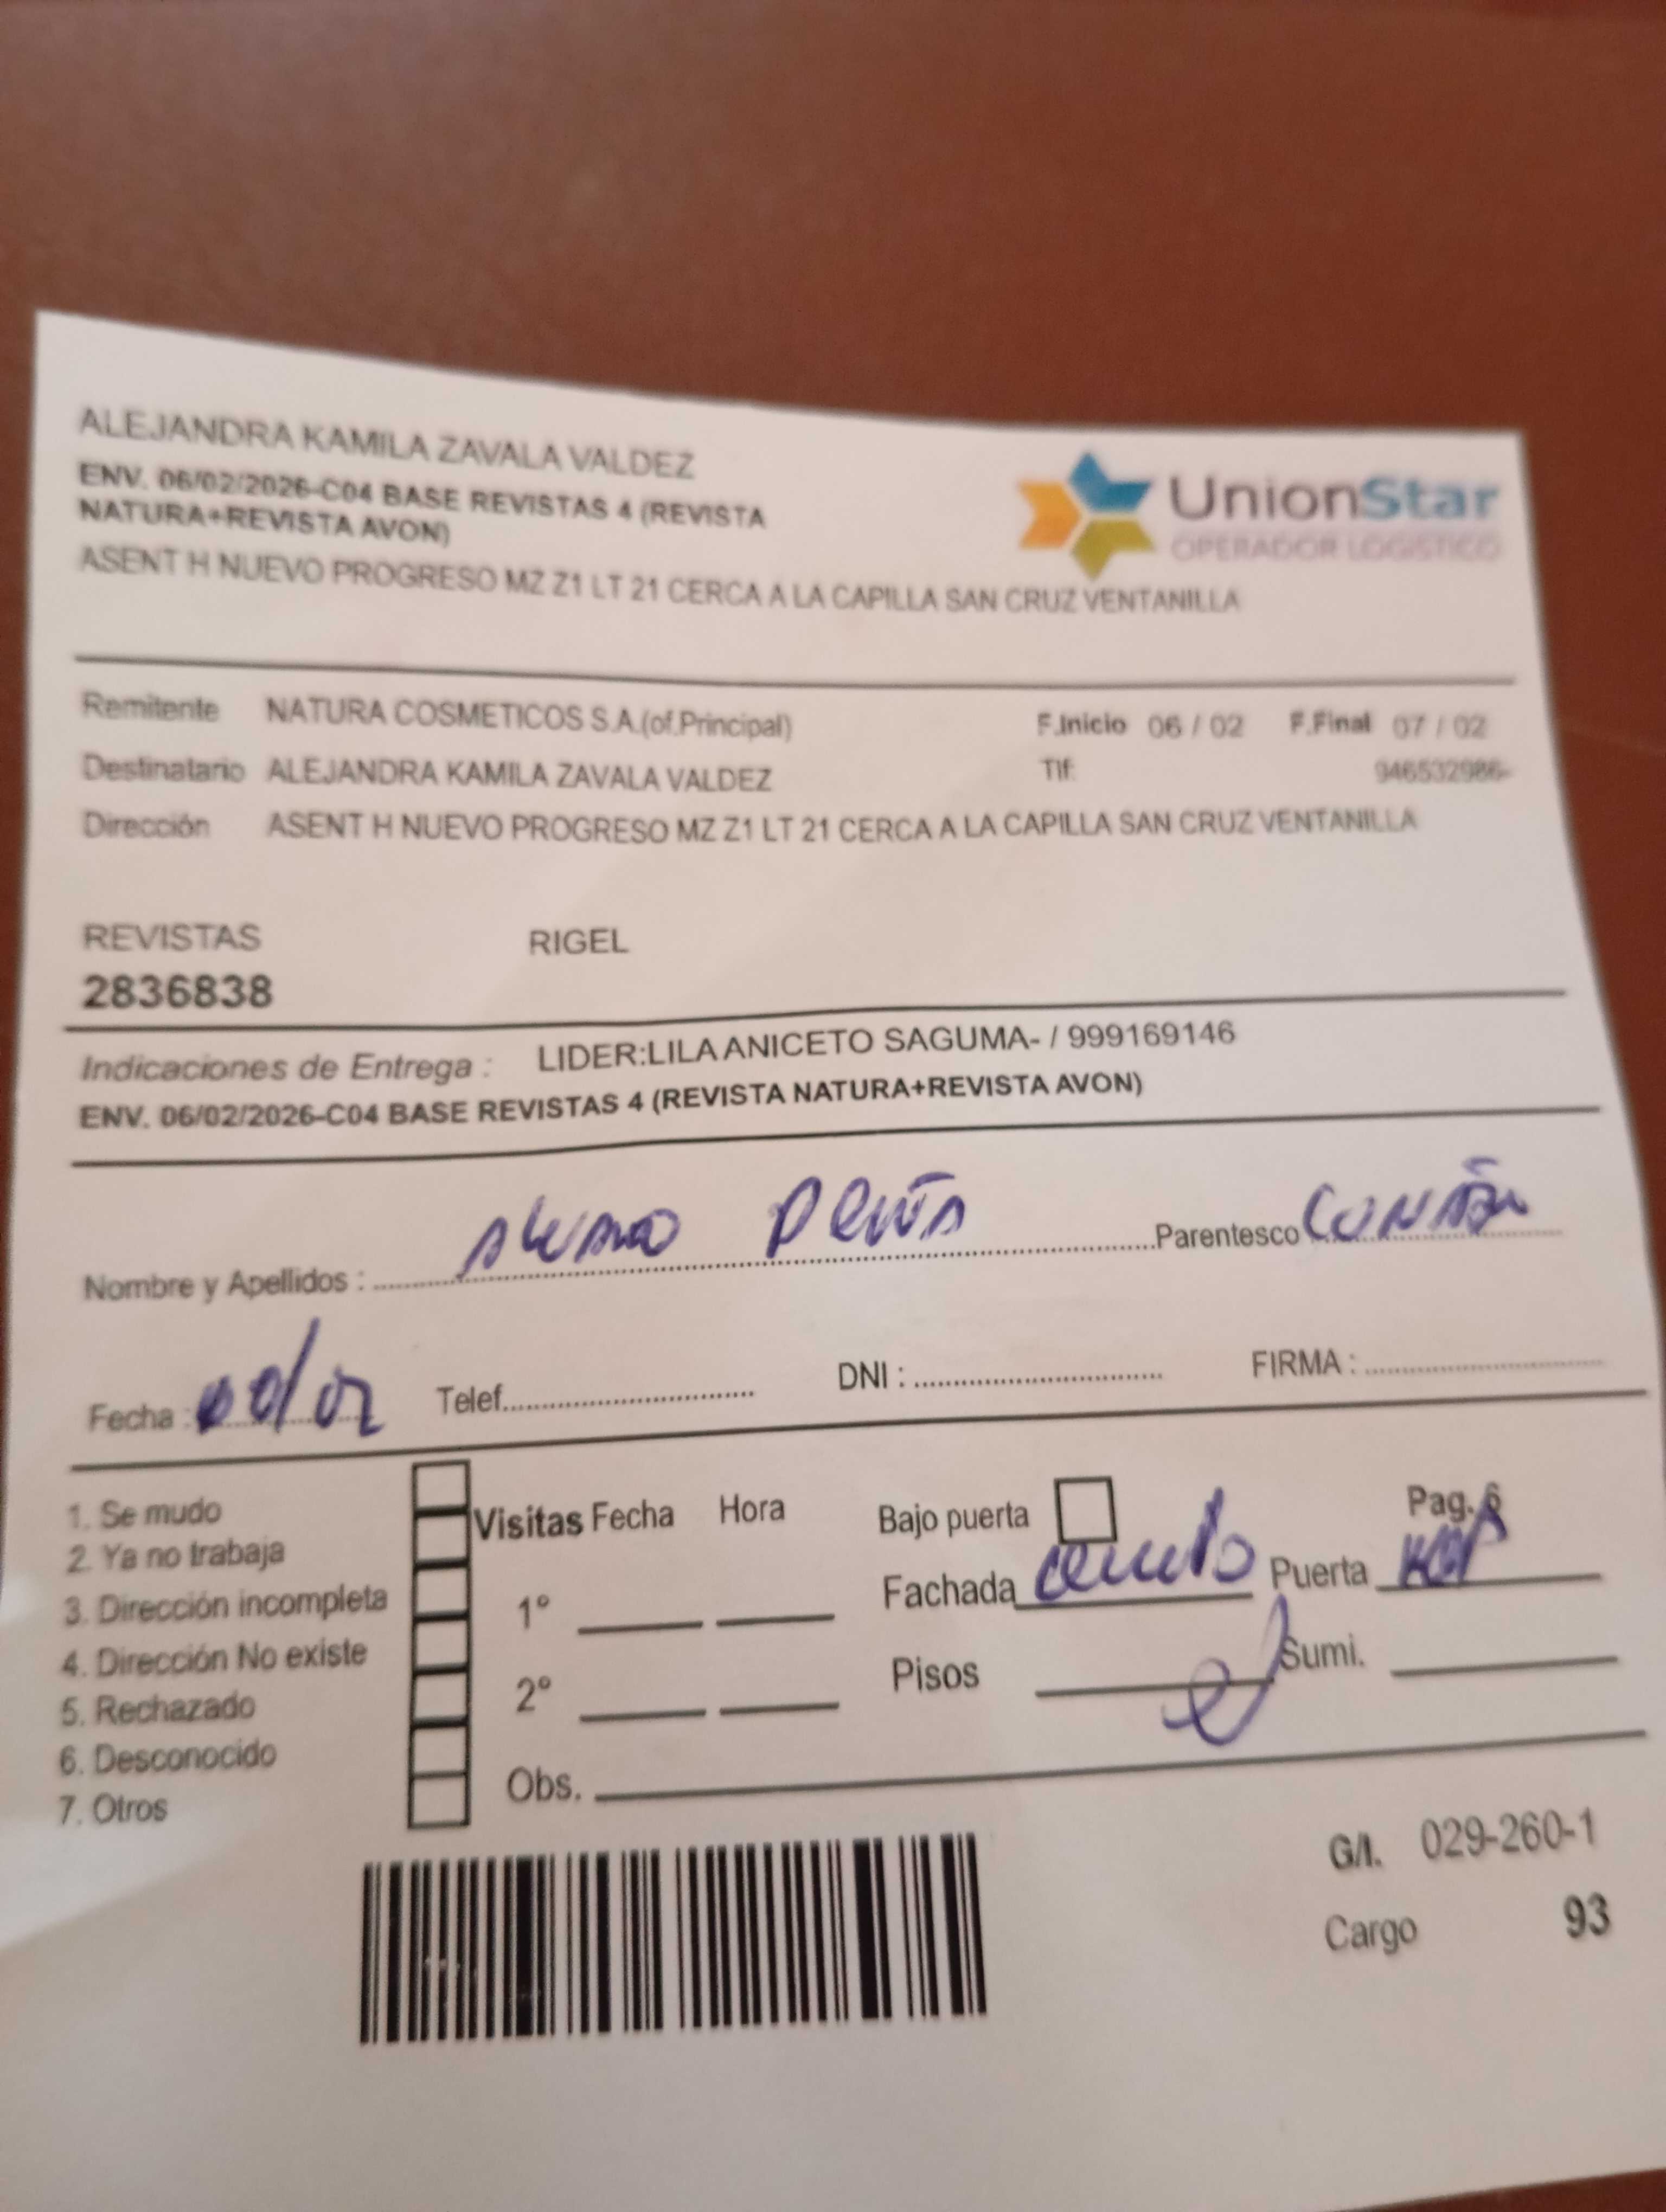 ALEJANDRA KAMILA ZAVALA VALDEZ
ENV. 06/02/2026-C04 BASE REVISTAS 4 (REVISTA
NATURA+REVISTA AVON)
ASENT H NUEVO PROGRESO MZ Z1 LT 21 CERCA A LA CAPILLA SAN CRUZ VENTANILLA
UnionStar
OPERADOR LOGISTICO
Remitente NATURA COSMETICOS S.A.(of.Principal) F.Inicio 06 / 02 F.Final 07 / 02
Destinatario ALEJANDRA KAMILA ZAVALA VALDEZ Tlf: 946532986-
Dirección ASENT H NUEVO PROGRESO MZ Z1 LT 21 CERCA A LA CAPILLA SAN CRUZ VENTANILLA
REVISTAS RIGEL
2836838
Indicaciones de Entrega : LIDER:LILA ANICETO SAGUMA- / 999169146
ENV. 06/02/2026-C04 BASE REVISTAS 4 (REVISTA NATURA+REVISTA AVON)
Nombre y Apellidos : Peña Parentesco
Fecha : Telef. DNI : FIRMA :
1. Se mudo
2. Ya no trabaja
3. Dirección incompleta
4. Dirección No existe
5. Rechazado
6. Desconocido
7. Otros
Visitas Fecha Hora
1°
2°
Obs.
Bajo puerta Pag. 6
Fachada Puerta
Pisos Sumi.
G/I. 029-260-1
Cargo 93